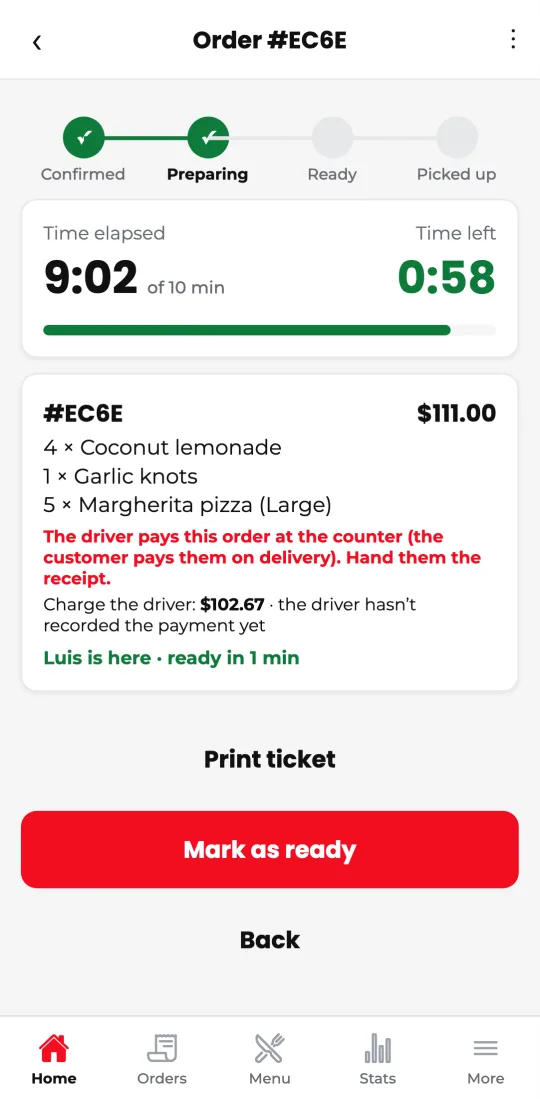 Order #EC6E
Confirmed
Preparing
Ready
Picked up
Time elapsed
Time left
9:02 of 10 min
0:58
#EC6E
$111.00
4 × Coconut lemonade
1 × Garlic knots
5 × Margherita pizza (Large)
The driver pays this order at the counter (the
customer pays them on delivery). Hand them the
receipt.
Charge the driver: $102.67 · the driver hasn’t
recorded the payment yet
Luis is here · ready in 1 min
Print ticket
Mark as ready
Back
Home
Orders
Menu
Stats
More